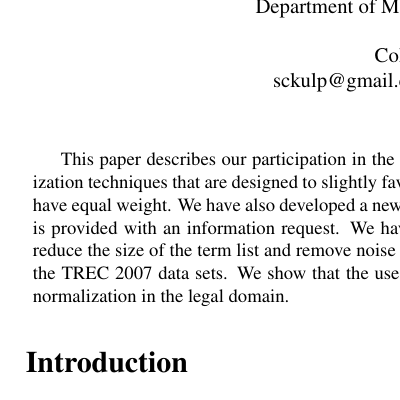 Department of M
Co
sckulp@gmail.
This paper describes our participation in the
ization techniques that are designed to slightly fav
have equal weight. We have also developed a new
is provided with an information request. We hav
reduce the size of the term list and remove noise
the TREC 2007 data sets. We show that the use
normalization in the legal domain.
Introduction